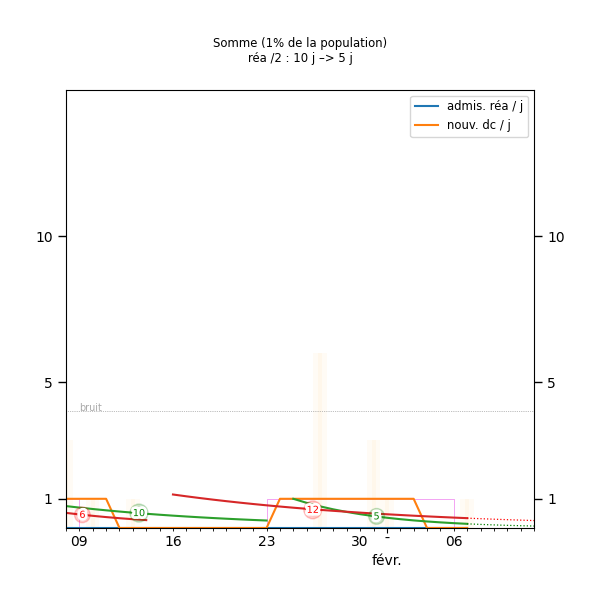 Somme (1% de la population)
réa /2 : 10 j –> 5 j
admis. réa / j
nouv. dc / j
10
10
5
5
bruit
1
1
6
10
12
5
09
16
23
30
-
06
févr.